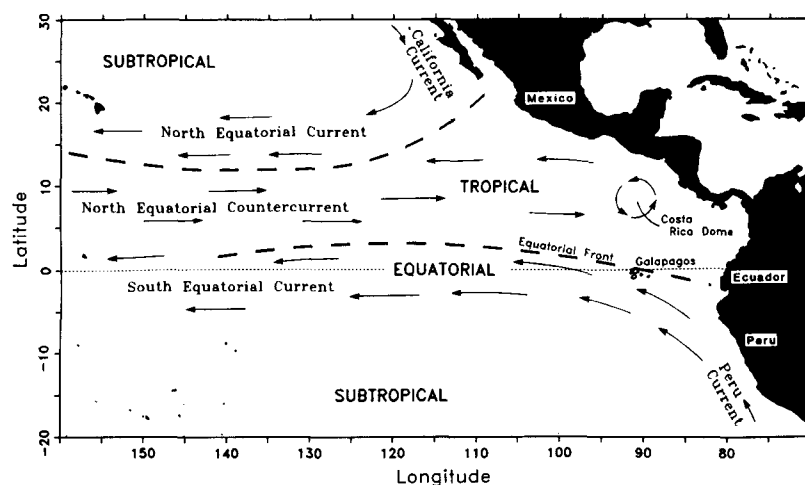 30
20
10
0
-10
-20
Latitude
SUBTROPICAL
California
Current
Mexico
North Equatorial Current
TROPICAL
North Equatorial Countercurrent
Costa
Rica Dome
Equatorial Front
Galapagos
EQUATORIAL
Ecuador
South Equatorial Current
Peru
Peru
Current
SUBTROPICAL
150 140 130 120 110 100 90 80
Longitude